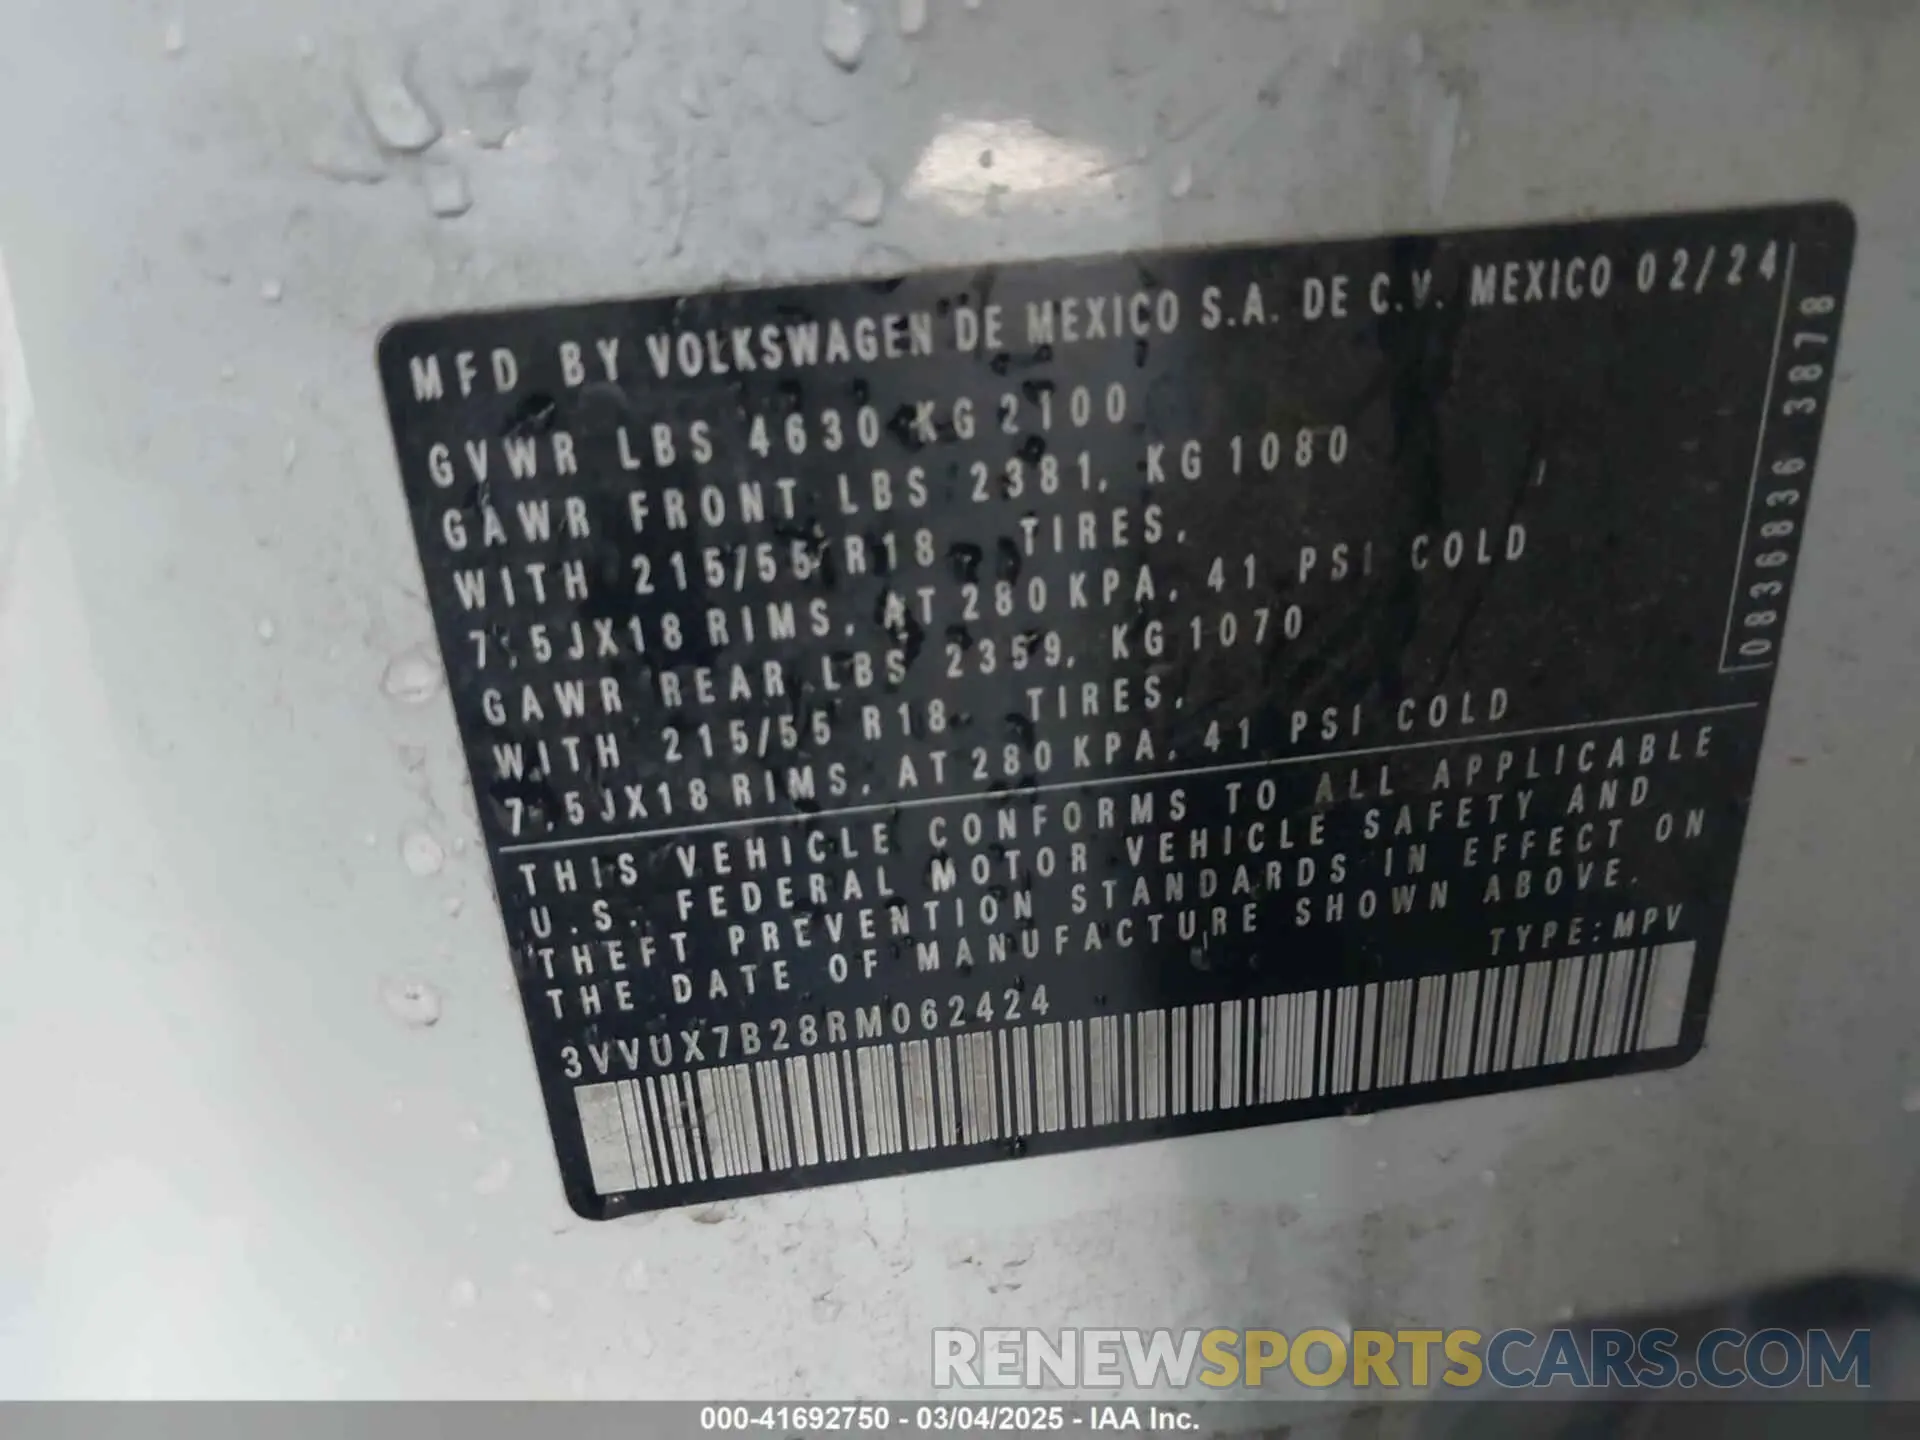 MFD BY VOLKSWAGEN DE MEXICO S.A. DE C.V. MEXICO 02/24
GVWR LBS 4630 KG 2100
GAWR FRONT LBS 2381, KG 1080
WITH 215/55 R18 TIRES,
7,5JX18 RIMS, AT 280 KPA, 41 PSI COLD
GAWR REAR LBS 2359, KG 1070
WITH 215/55 R18 TIRES,
7,5JX18 RIMS, AT 280 KPA, 41 PSI COLD
0836836 3878
THIS VEHICLE CONFORMS TO ALL APPLICABLE
U.S. FEDERAL MOTOR VEHICLE SAFETY AND
THEFT PREVENTION STANDARDS IN EFFECT ON
THE DATE OF MANUFACTURE SHOWN ABOVE.
TYPE:MPV
3VVUX7B28RM062424
RENEWSPORTSCARS.COM
000-41692750 - 03/04/2025 - IAA Inc.